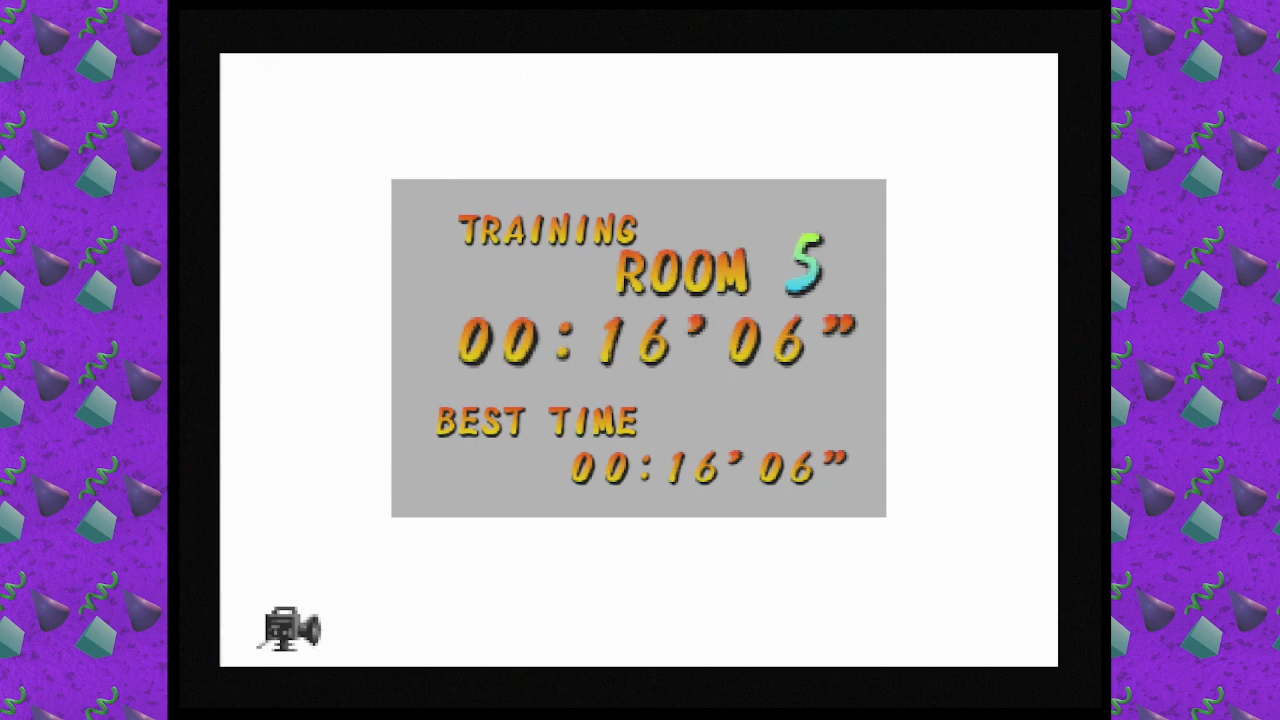 TRAINING
ROOM 5
00:16’06”
BEST TIME
00:16’06”